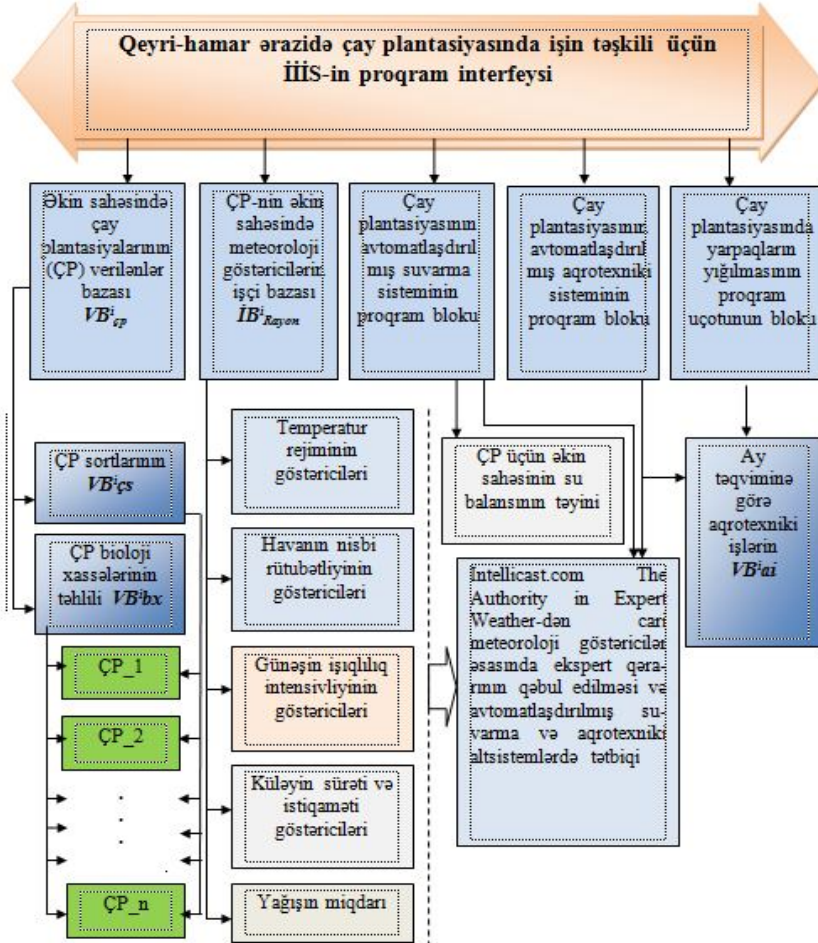 Qeyri-hamar ərazidə çay plantasiyasında işin təşkili üçün
İİİS-in proqram interfeysi
Əkin sahəsində
çay
plantasiyalarının
(ÇP) verilənlər
bazası
VBⁱçp
ÇP-nin əkin
sahəsində
meteoroloji
göstəricilərin
işçi bazası
İBⁱRayon
Çay
plantasiyasının
avtomatlaşdırıl
mış suvarma
sisteminin
proqram bloku
Çay
plantasiyasının
avtomatlaşdırıl
mış aqrotexniki
sisteminin
proqram bloku
Çay
plantasiyasında
yarpaqların
yığılmasının
proqram
uçotunun bloku
ÇP sortlarının
VBⁱçs
ÇP bioloji
xassələrinin
təhlili VBⁱbx
ÇP_1
ÇP_2
ÇP_n
Temperatur
rejiminin
göstəriciləri
Havanın nisbi
rütubətliyinin
göstəriciləri
Günəşin işıqlılıq
intensivliyinin
göstəriciləri
Küləyin sürəti və
istiqaməti
göstəriciləri
Yağışın miqdarı
ÇP üçün əkin
sahəsinin su
balansının təyini
Intellicast.com The
Authority in Expert
Weather-dən cari
meteoroloji göstəricilər
əsasında ekspert qəra-
rının qəbul edilməsi və
avtomatlaşdırılmış su-
varma və aqrotexniki
altsistemlərdə tətbiqi
Ay
təqviminə
görə
aqrotexniki
işlərin
VBⁱai